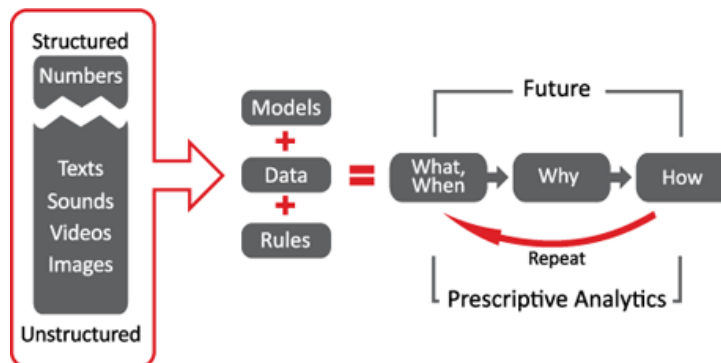 Structured
Numbers
Texts
Sounds
Videos
Images
Unstructured
Models
+
Data
+
Rules
=
Future
What,
When
Why
How
Repeat
Prescriptive Analytics